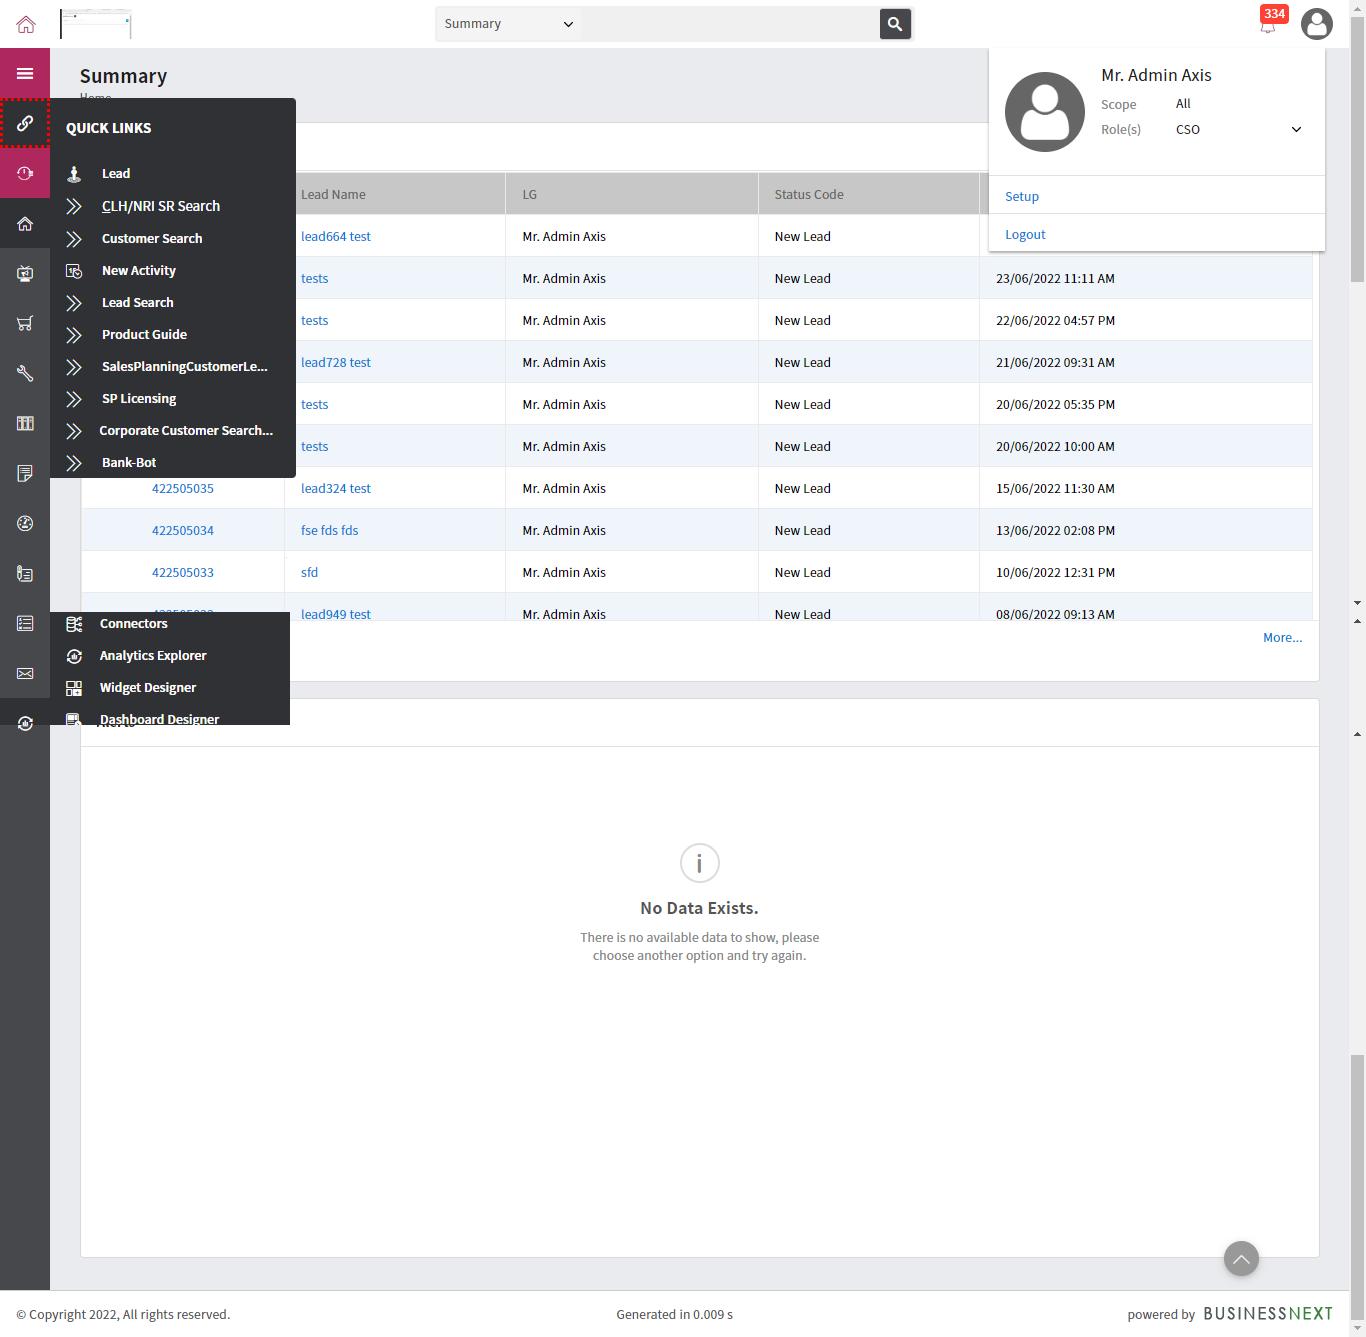 Summary
334
Summary
Mr. Admin Axis
Scope All
Role(s) CSO
Setup
Logout
QUICK LINKS
Lead
CLH/NRI SR Search
Customer Search
New Activity
Lead Search
Product Guide
SalesPlanningCustomerLe...
SP Licensing
Corporate Customer Search...
Bank-Bot
Lead Name LG Status Code
lead664 test Mr. Admin Axis New Lead
tests Mr. Admin Axis New Lead 23/06/2022 11:11 AM
tests Mr. Admin Axis New Lead 22/06/2022 04:57 PM
lead728 test Mr. Admin Axis New Lead 21/06/2022 09:31 AM
tests Mr. Admin Axis New Lead 20/06/2022 05:35 PM
tests Mr. Admin Axis New Lead 20/06/2022 10:00 AM
422505035 lead324 test Mr. Admin Axis New Lead 15/06/2022 11:30 AM
422505034 fse fds fds Mr. Admin Axis New Lead 13/06/2022 02:08 PM
422505033 sfd Mr. Admin Axis New Lead 10/06/2022 12:31 PM
lead949 test Mr. Admin Axis New Lead 08/06/2022 09:13 AM
More...
Connectors
Analytics Explorer
Widget Designer
Dashboard Designer
No Data Exists.
There is no available data to show, please
choose another option and try again.
© Copyright 2022, All rights reserved. Generated in 0.009 s powered by BUSINESSNEXT